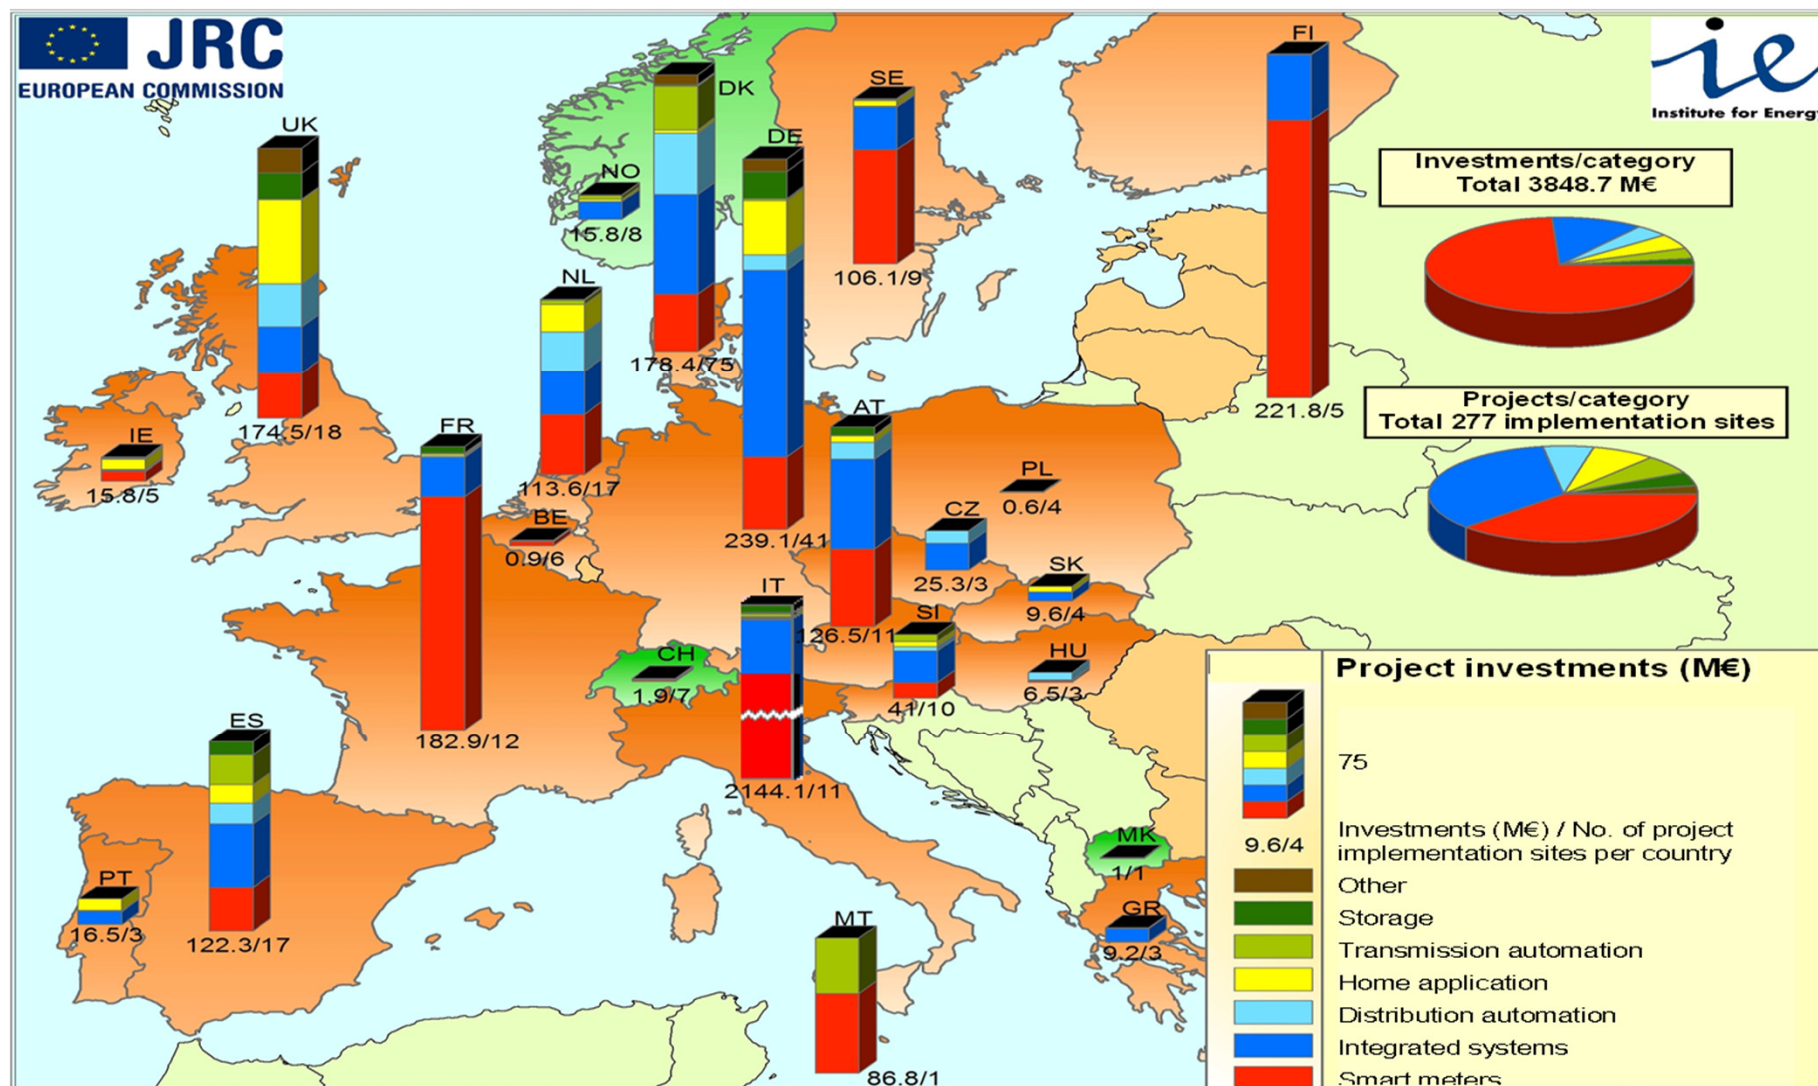 JRC
EUROPEAN COMMISSION
ie
Institute for Energy
UK
174.5/18
IE
15.8/5
NO
15.8/8
DK
178.4/75
DE
239.1/41
SE
106.1/9
FI
221.8/5
NL
113.6/17
FR
182.9/12
BE
0.9/6
AT
126.5/11
PL
0.6/4
CZ
25.3/3
SK
9.6/4
IT
2144.1/11
SI
41/10
HU
6.5/3
CH
1.9/7
ES
122.3/17
PT
16.5/3
MT
86.8/1
MK
1/1
GR
9.2/3
Investments/category
Total 3848.7 M€
Projects/category
Total 277 implementation sites
Project investments (M€)
75
9.6/4
Investments (M€) / No. of project
implementation sites per country
Other
Storage
Transmission automation
Home application
Distribution automation
Integrated systems
Smart meters